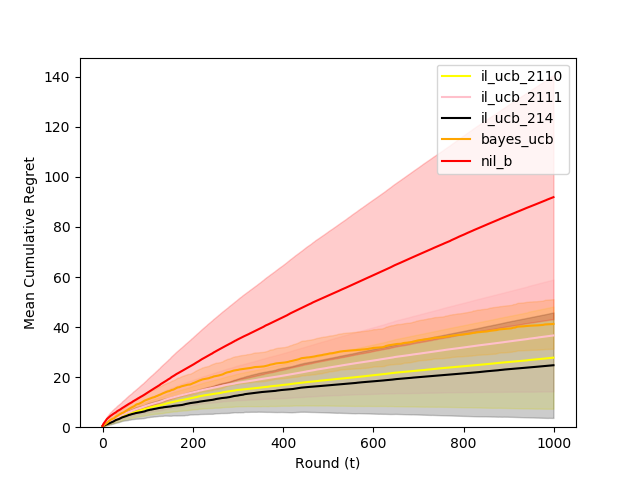 140
120
100
80
60
40
20
0
Mean Cumulative Regret
il_ucb_2110
il_ucb_2111
il_ucb_214
bayes_ucb
nil_b
0 200 400 600 800 1000
Round (t)